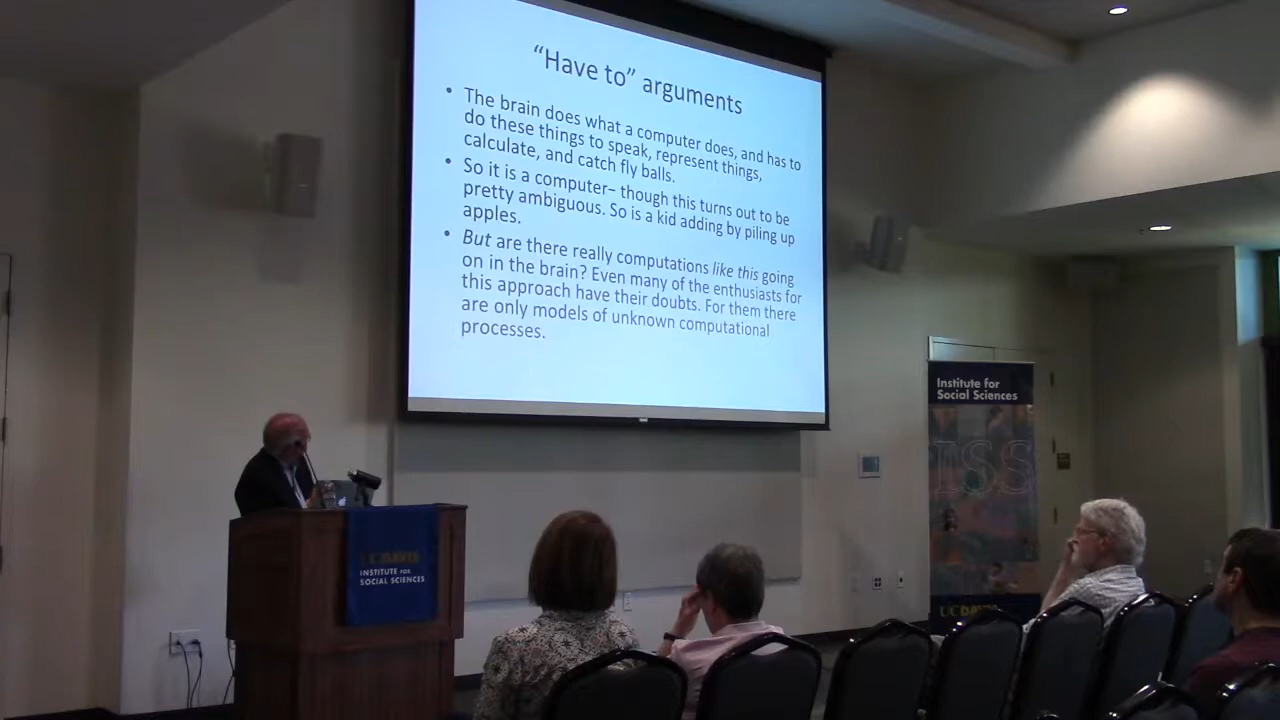 “Have to” arguments
• The brain does what a computer does, and has to
do these things to speak, represent things,
calculate, and catch fly balls.
• So it is a computer– though this turns out to be
pretty ambiguous. So is a kid adding by piling up
apples.
• But are there really computations like this going
on in the brain? Even many of the enthusiasts for
this approach have their doubts. For them there
are only models of unknown computational
processes.
Institute for
Social Sciences
ISS
UC DAVIS
UC DAVIS
INSTITUTE FOR
SOCIAL SCIENCES